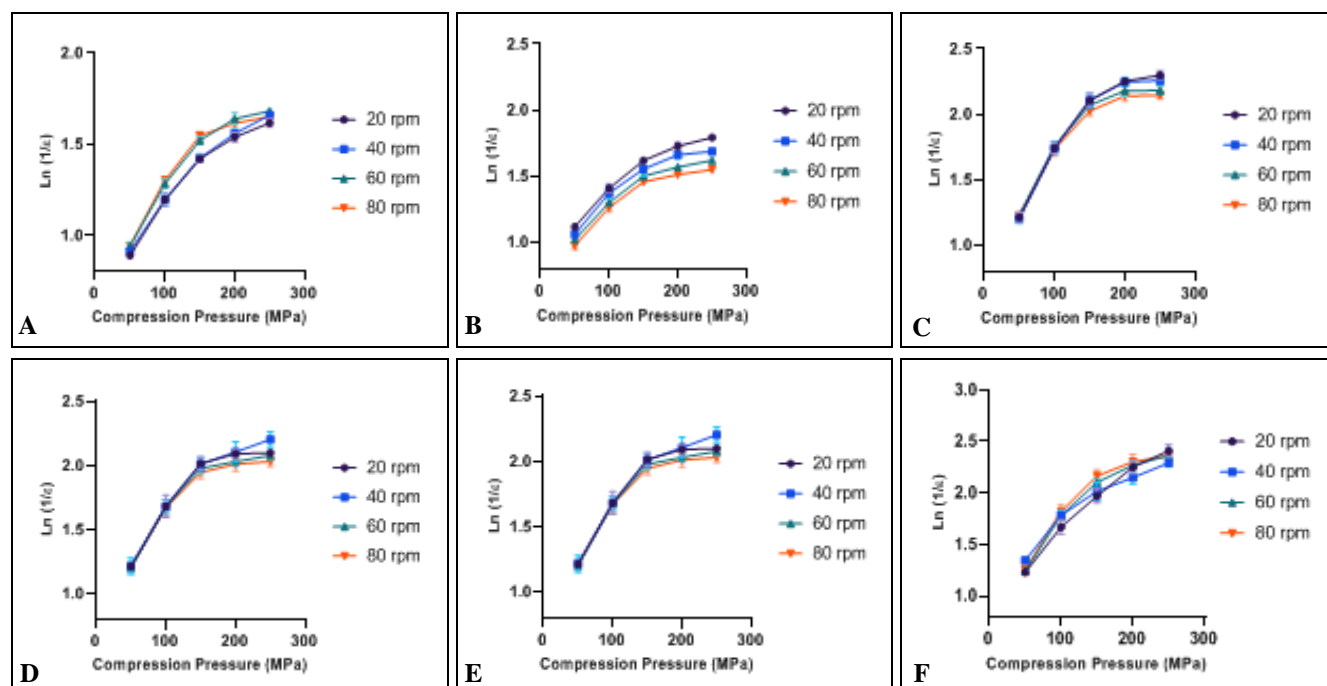 2.0
1.5
1.0
Ln (1/ε)
0
100
200
300
Compression Pressure (MPa)
20 rpm
40 rpm
60 rpm
80 rpm
A
2.5
2.0
1.5
1.0
Ln (1/ε)
0
100
200
300
Compression Pressure (MPa)
20 rpm
40 rpm
60 rpm
80 rpm
B
2.5
2.0
1.5
1.0
Ln (1/ε)
0
100
200
300
Compression Pressure (MPa)
20 rpm
40 rpm
60 rpm
80 rpm
C
2.5
2.0
1.5
1.0
Ln (1/ε)
0
100
200
300
Compression Pressure (MPa)
20 rpm
40 rpm
60 rpm
80 rpm
D
2.5
2.0
1.5
1.0
Ln (1/ε)
0
100
200
300
Compression Pressure (MPa)
20 rpm
40 rpm
60 rpm
80 rpm
E
3.0
2.5
2.0
1.5
1.0
Ln (1/ε)
0
100
200
300
Compression Pressure (MPa)
20 rpm
40 rpm
60 rpm
80 rpm
F